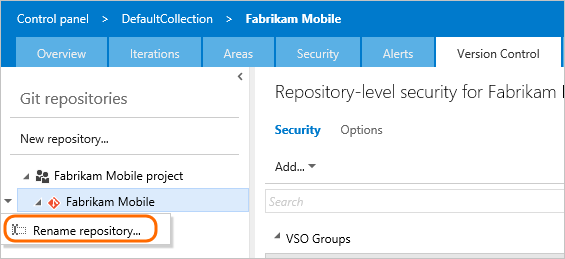 Control panel > DefaultCollection > Fabrikam Mobile
Overview Iterations Areas Security Alerts Version Control
Git repositories
New repository...
Fabrikam Mobile project
Fabrikam Mobile
Rename repository...
Repository-level security for Fabrikam
Security Options
Add...
Search
VSO Groups